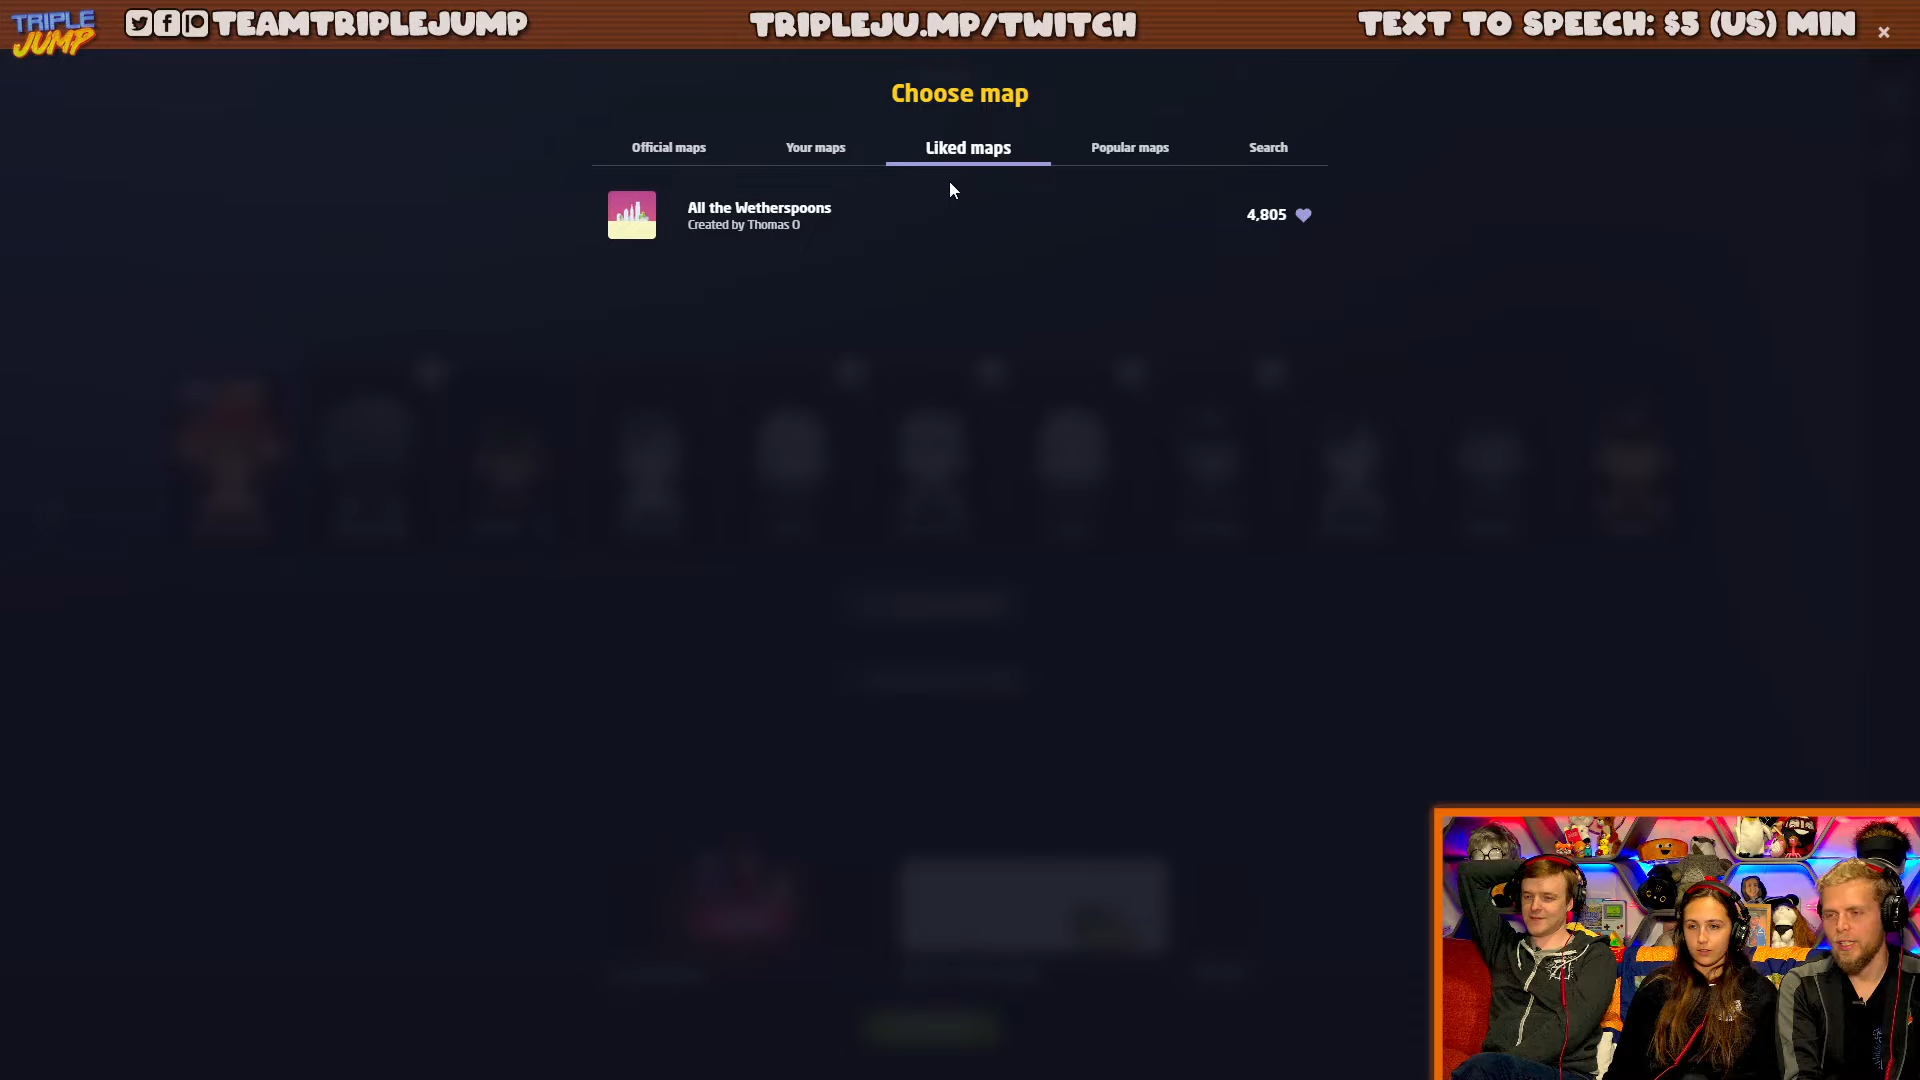 TRIPLE JUMP
TEAMTRIPLEJUMP
TRIPLEJU.MP/TWITCH
TEXT TO SPEECH: $5 (US) MIN
Choose map
Official maps
Your maps
Liked maps
Popular maps
Search
All the Wetherspoons
Created by Thomas O
4,805